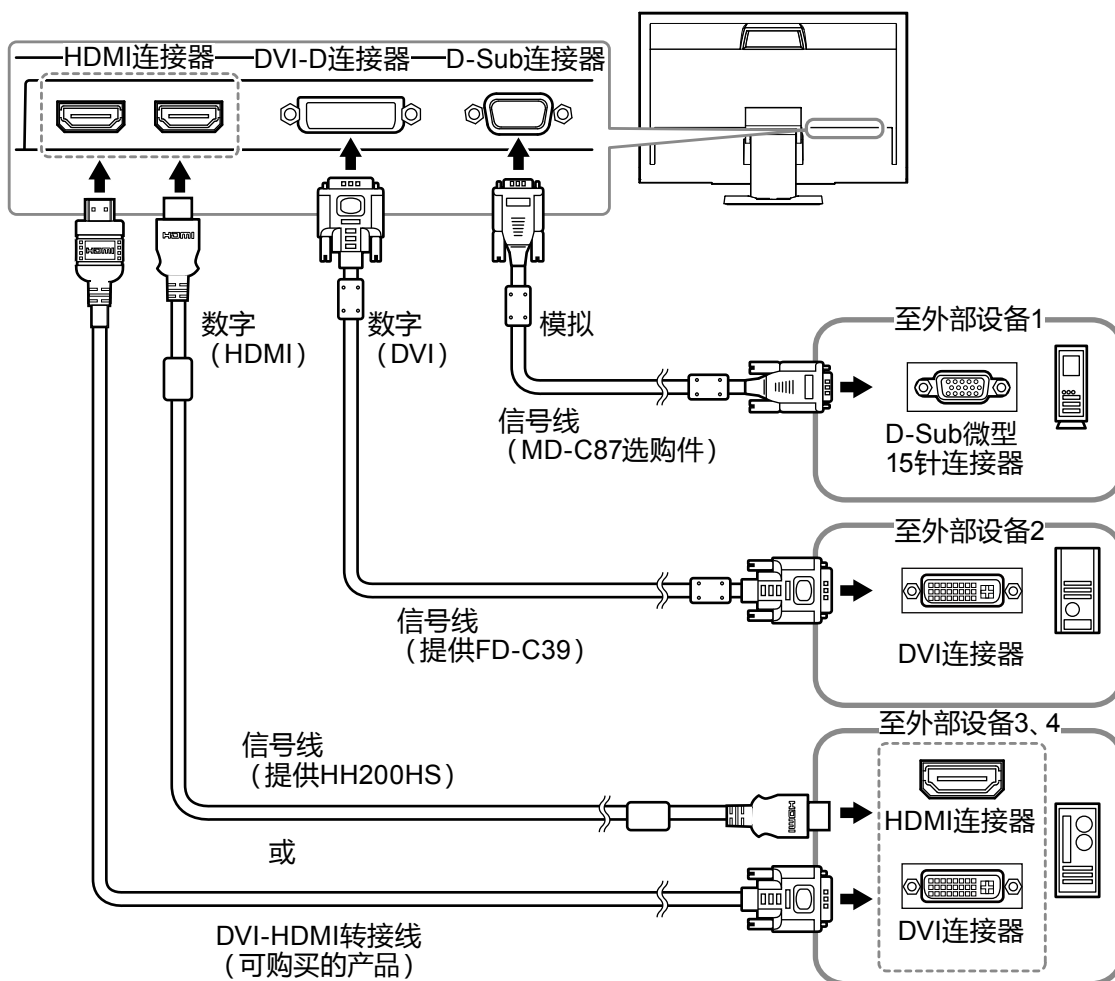 HDMI连接器
DVI-D连接器
D-Sub连接器
HDMI
HDMI
数字
（HDMI）
数字
（DVI）
模拟
至外部设备1
信号线
（MD-C87选购件）
D-Sub微型
15针连接器
至外部设备2
信号线
（提供FD-C39）
DVI连接器
至外部设备3、4
信号线
（提供HH200HS）
HDMI
HDMI连接器
或
DVI-HDMI转接线
（可购买的产品）
DVI连接器